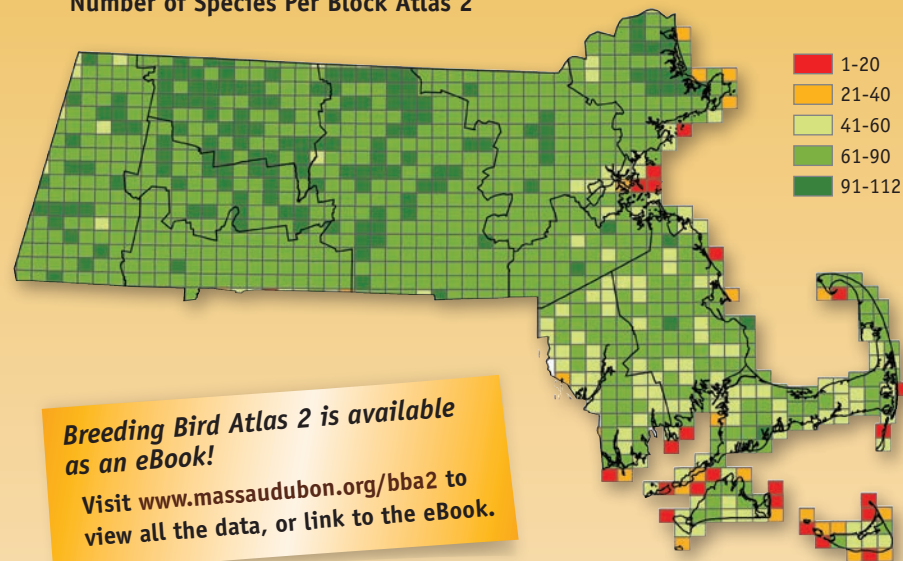 Number of Species Per Block Atlas 2
1-20
21-40
41-60
61-90
91-112
Breeding Bird Atlas 2 is available
as an eBook!
Visit www.massaudubon.org/bba2 to
view all the data, or link to the eBook.